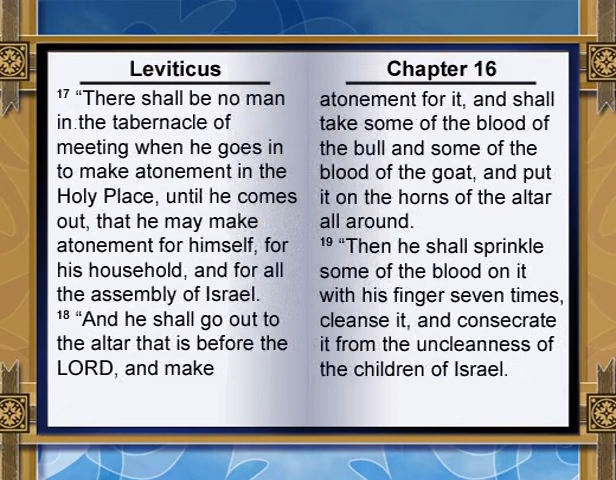 Leviticus
17 “There shall be no man
in the tabernacle of
meeting when he goes in
to make atonement in the
Holy Place, until he comes
out, that he may make
atonement for himself, for
his household, and for all
the assembly of Israel.
18 “And he shall go out to
the altar that is before the
LORD, and make
Chapter 16
atonement for it, and shall
take some of the blood of
the bull and some of the
blood of the goat, and put
it on the horns of the altar
all around.
19 “Then he shall sprinkle
some of the blood on it
with his finger seven times,
cleanse it, and consecrate
it from the uncleanness of
the children of Israel.